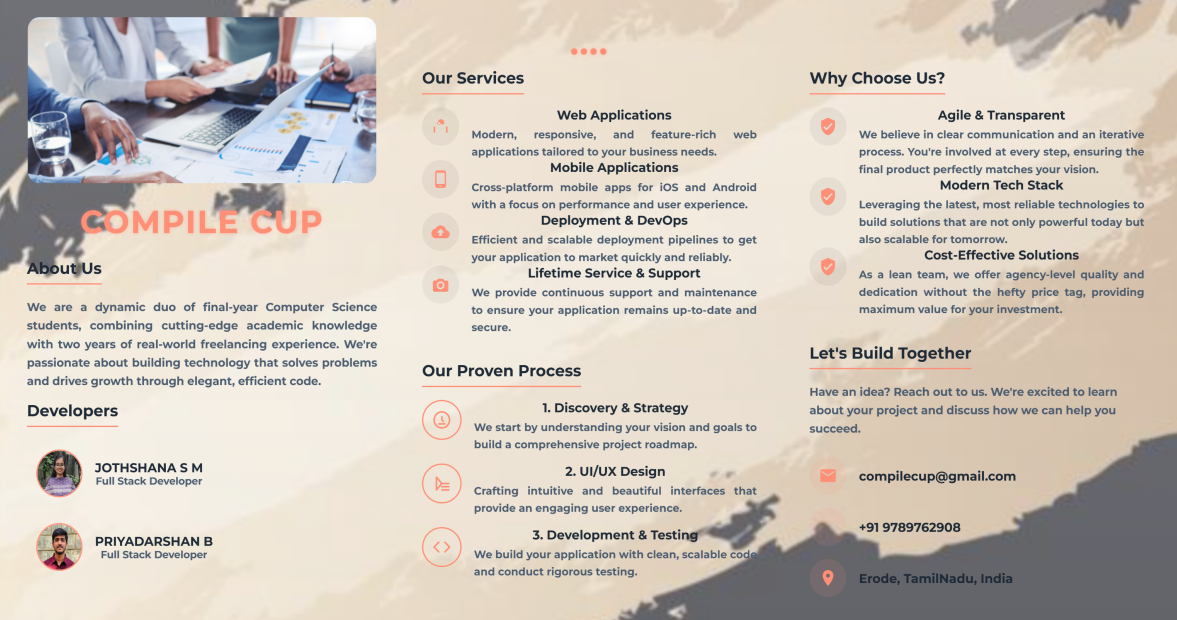 COMPILE CUP
About Us
We are a dynamic duo of final-year Computer Science
students, combining cutting-edge academic knowledge
with two years of real-world freelancing experience. We're
passionate about building technology that solves problems
and drives growth through elegant, efficient code.
Developers
JOTHSHANA S M
Full Stack Developer
PRIYADARSHAN B
Full Stack Developer
Our Services
Web Applications
Modern, responsive, and feature-rich web
applications tailored to your business needs.
Mobile Applications
Cross-platform mobile apps for iOS and Android
with a focus on performance and user experience.
Deployment & DevOps
Efficient and scalable deployment pipelines to get
your application to market quickly and reliably.
Lifetime Service & Support
We provide continuous support and maintenance
to ensure your application remains up-to-date and
secure.
Our Proven Process
1. Discovery & Strategy
We start by understanding your vision and goals to
build a comprehensive project roadmap.
2. UI/UX Design
Crafting intuitive and beautiful interfaces that
provide an engaging user experience.
3. Development & Testing
We build your application with clean, scalable code
and conduct rigorous testing.
Why Choose Us?
Agile & Transparent
We believe in clear communication and an iterative
process. You're involved at every step, ensuring the
final product perfectly matches your vision.
Modern Tech Stack
Leveraging the latest, most reliable technologies to
build solutions that are not only powerful today but
also scalable for tomorrow.
Cost-Effective Solutions
As a lean team, we offer agency-level quality and
dedication without the hefty price tag, providing
maximum value for your investment.
Let's Build Together
Have an idea? Reach out to us. We're excited to learn
about your project and discuss how we can help you
succeed.
compilecup@gmail.com
+91 9789762908
Erode, TamilNadu, India